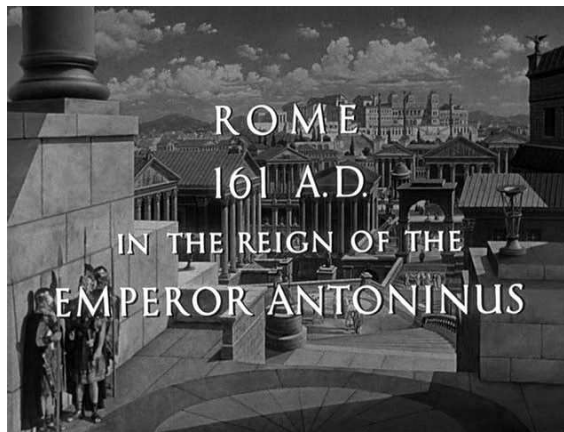 ROME
161 A.D.
IN THE REIGN OF THE
EMPEROR ANTONINUS